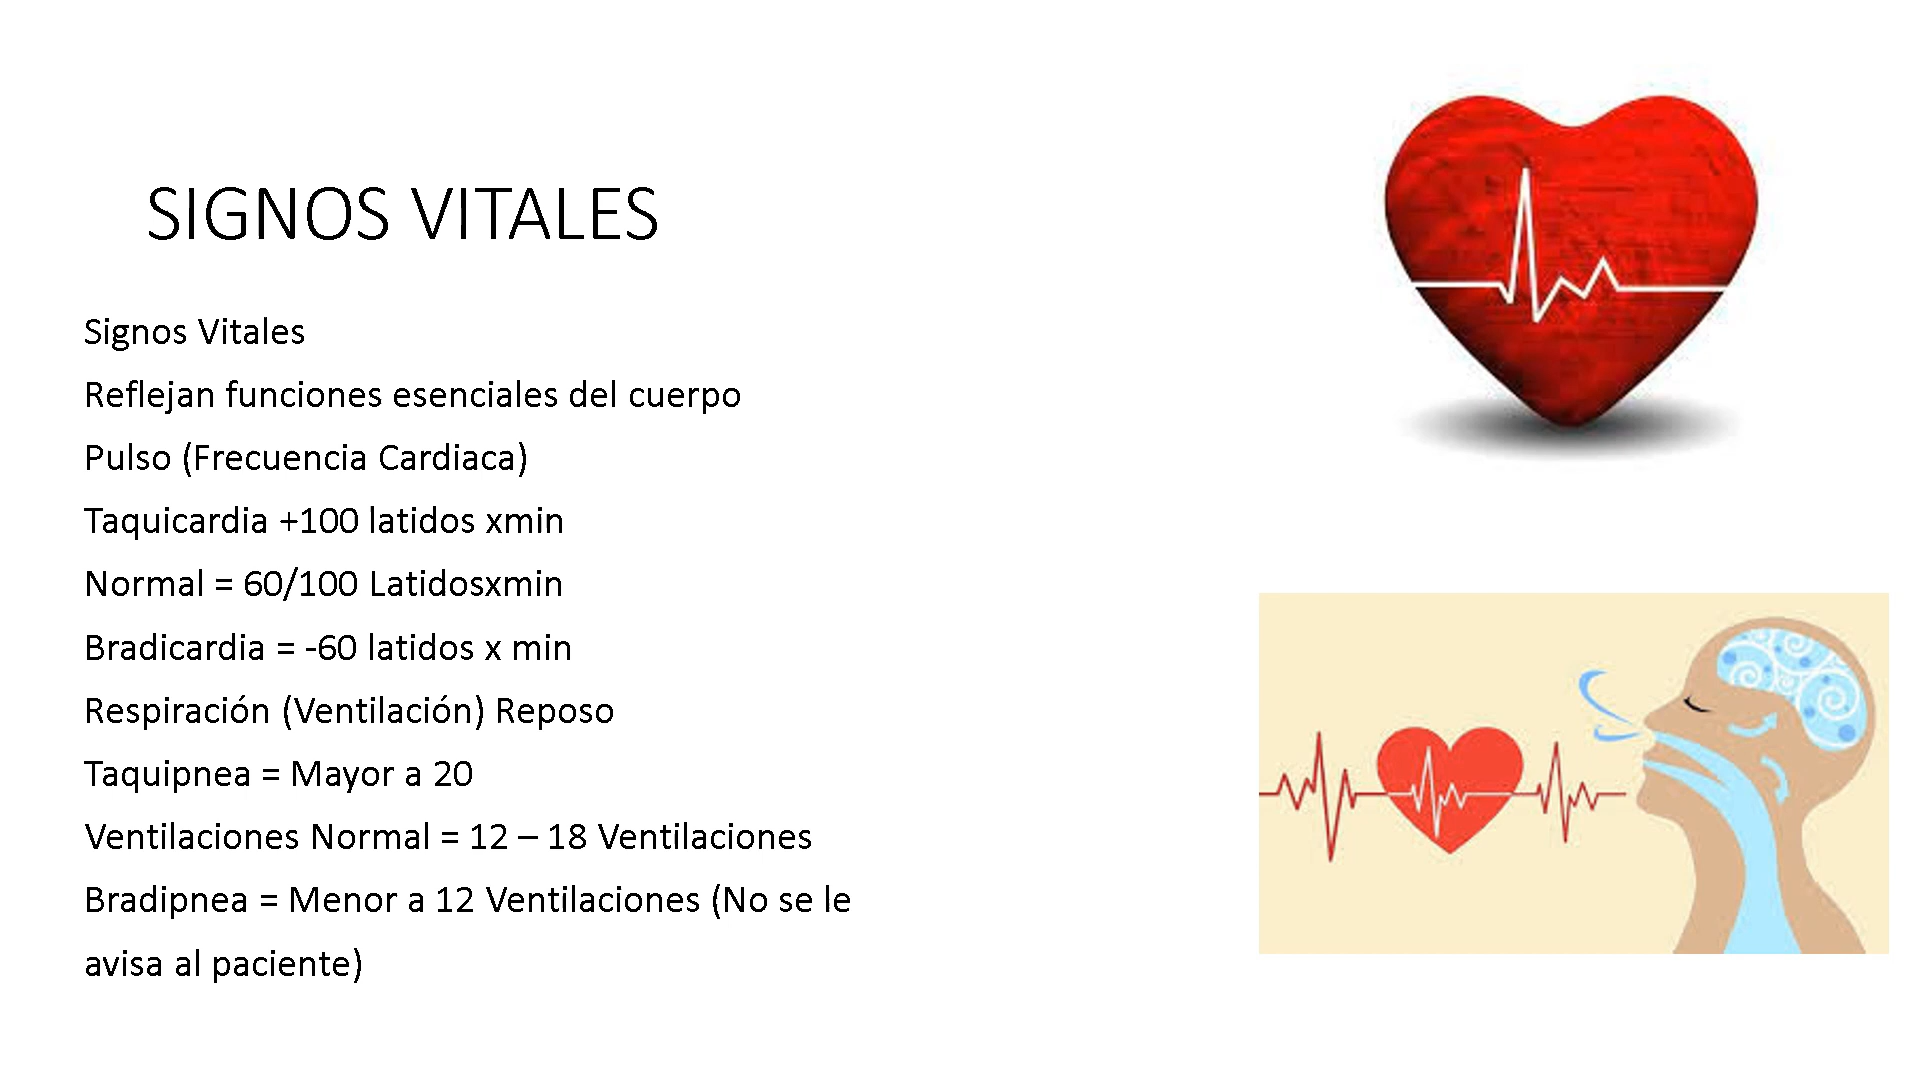 SIGNOS VITALES
Signos Vitales
Reflejan funciones esenciales del cuerpo
Pulso (Frecuencia Cardiaca)
Taquicardia +100 latidos xmin
Normal = 60/100 Latidosxmin
Bradicardia = -60 latidos x min
Respiración (Ventilación) Reposo
Taquipnea = Mayor a 20
Ventilaciones Normal = 12 – 18 Ventilaciones
Bradipnea = Menor a 12 Ventilaciones (No se le
avisa al paciente)